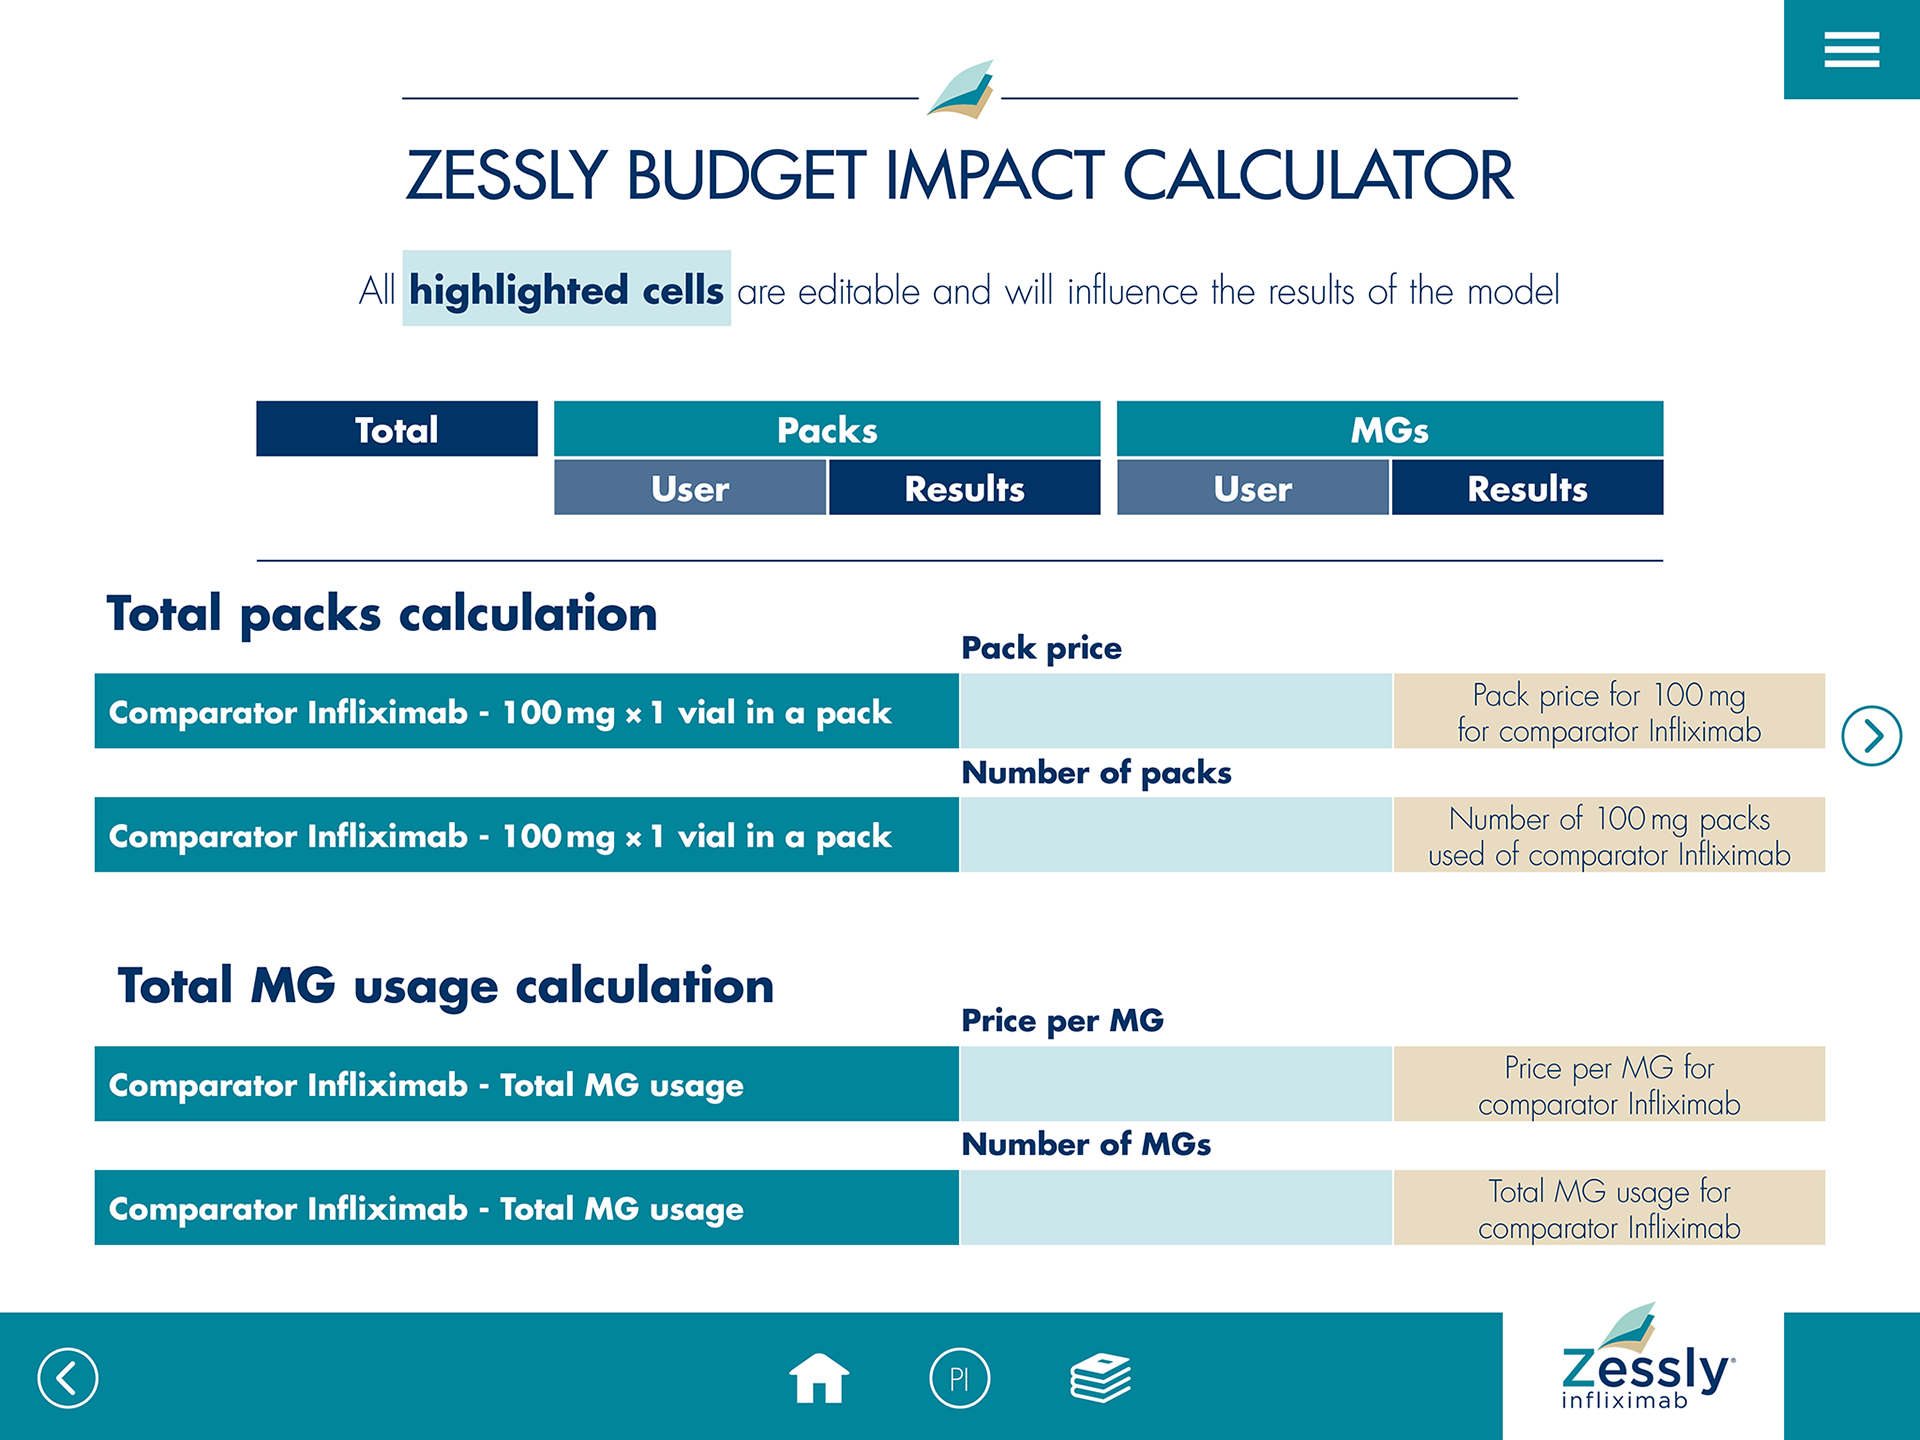 ZESSLY BUDGET IMPACT CALCULATOR
All highlighted cells are editable and will influence the results of the model
Total
Packs
MGs
User
Results
User
Results
Total packs calculation
Pack price
Comparator Infliximab - 100 mg × 1 vial in a pack
Pack price for 100 mg
for comparator Infliximab
Number of packs
Comparator Infliximab - 100 mg × 1 vial in a pack
Number of 100 mg packs
used of comparator Infliximab
Total MG usage calculation
Price per MG
Comparator Infliximab - Total MG usage
Price per MG for
comparator Infliximab
Number of MGs
Comparator Infliximab - Total MG usage
Total MG usage for
comparator Infliximab
PI
Zessly®
infliximab